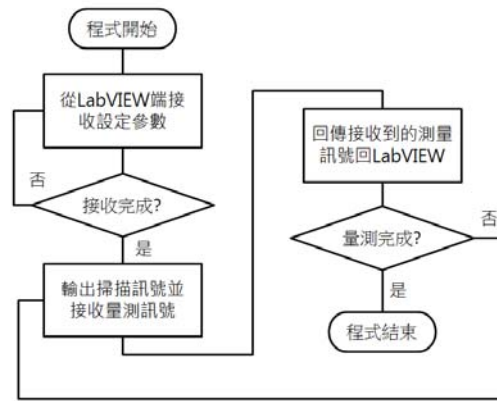 程式開始
從LabVIEW端接
收設定參數
否
接收完成?
是
輸出掃描訊號並
接收量測訊號
回傳接收到的測量
訊號回LabVIEW
否
量測完成?
是
程式結束